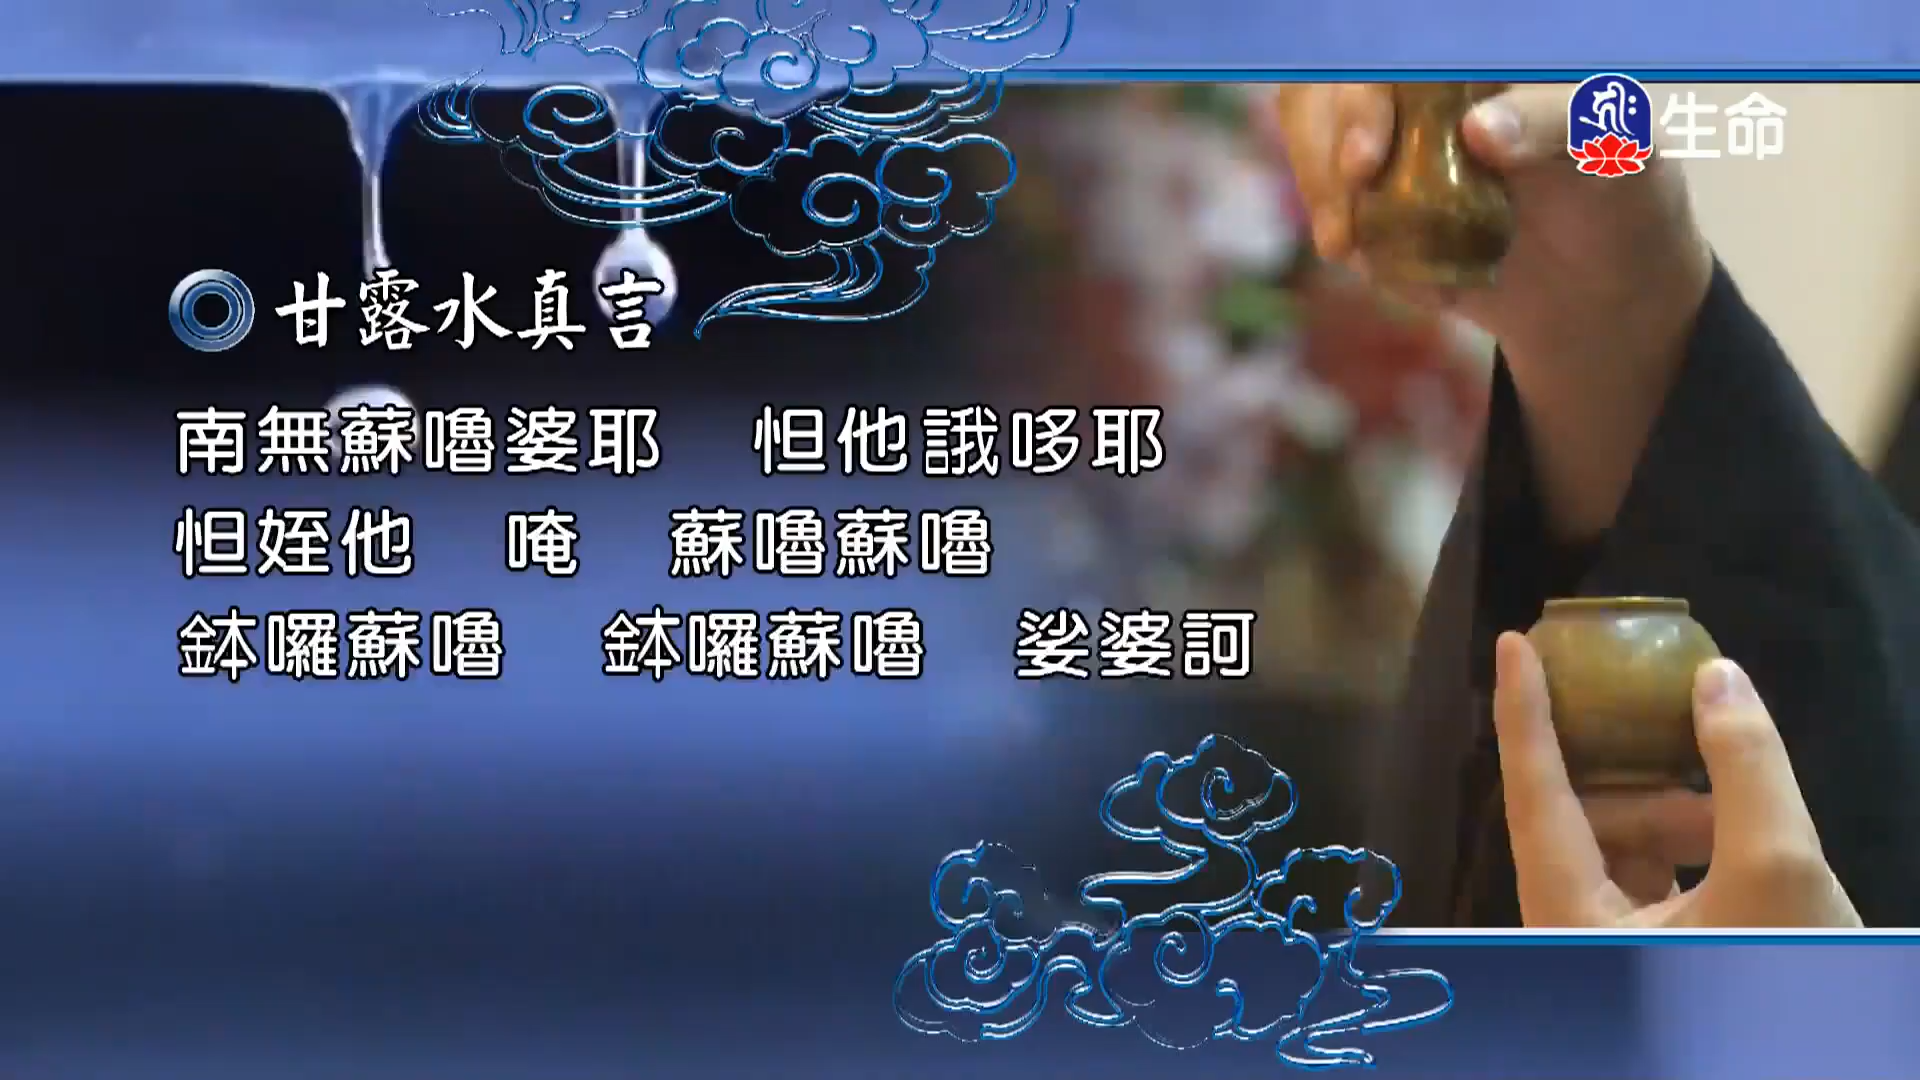 生命
甘露水真言
南無蘇嚕婆耶　怛他誐哆耶
怛姪他　唵　蘇嚕蘇嚕
鉢囉蘇嚕　鉢囉蘇嚕　娑婆訶